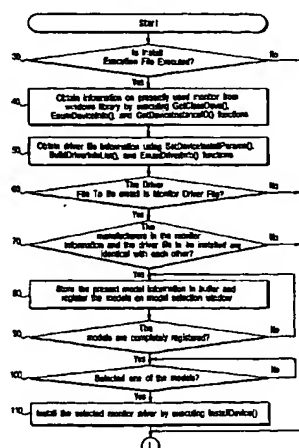 Start
30
Is Install
Execution File Executed?
No
Yes
40
Obtain information on presently used monitor from
windows library by executing GetClassDevs(),
EnumDeviceInfo(), and GetDeviceInstanceID() functions
50
Obtain driver file information using SetDeviceInstallParams(),
BuildDriverInfoList(), and EnumDriverInfo() functions
60
The Driver
File To Be Monitor Driver File?
No
Yes
70
The
manufacturers in the monitor
information and the driver file to be installed are
identical with each other?
No
Yes
80
Store the present model information in buffer and
register the models on model selection window
90
The
models are completely registered?
No
Yes
100
Selected one of the models?
No
Yes
110
Install the selected monitor driver by executing InstallDevice()